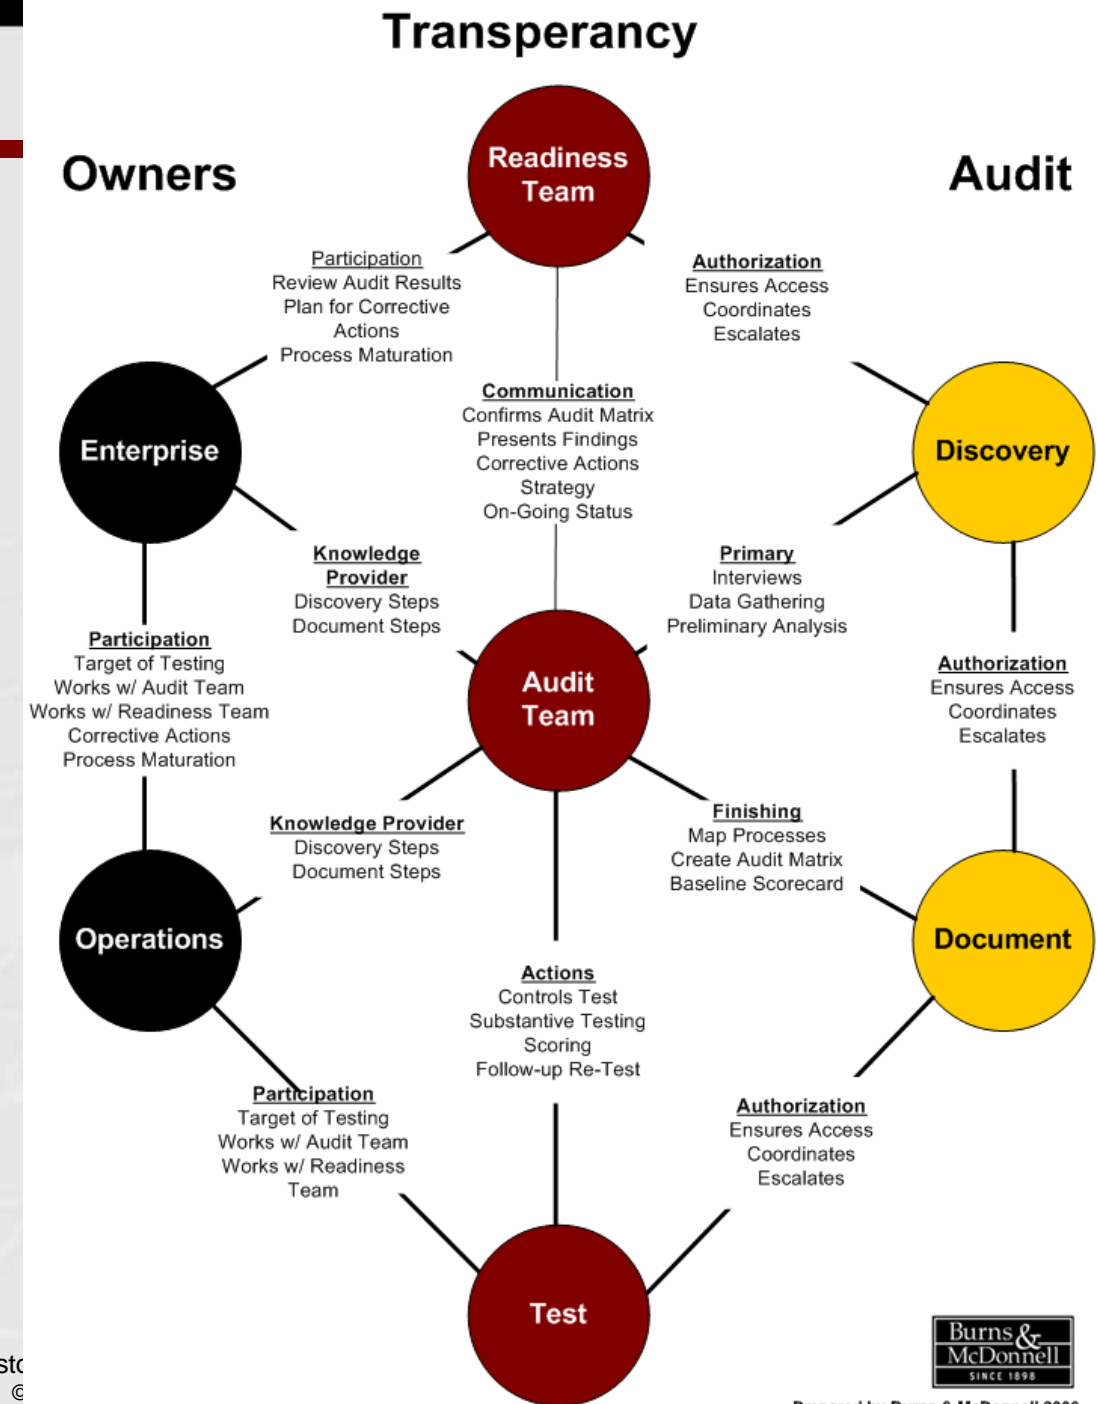 Transperancy
Owners
Audit
Readiness
Team
Participation
Review Audit Results
Plan for Corrective
Actions
Process Maturation
Authorization
Ensures Access
Coordinates
Escalates
Communication
Confirms Audit Matrix
Presents Findings
Corrective Actions
Strategy
On-Going Status
Enterprise
Discovery
Knowledge
Provider
Discovery Steps
Document Steps
Primary
Interviews
Data Gathering
Preliminary Analysis
Participation
Target of Testing
Works w/ Audit Team
Works w/ Readiness Team
Corrective Actions
Process Maturation
Audit
Team
Authorization
Ensures Access
Coordinates
Escalates
Knowledge Provider
Discovery Steps
Document Steps
Finishing
Map Processes
Create Audit Matrix
Baseline Scorecard
Operations
Document
Actions
Controls Test
Substantive Testing
Scoring
Follow-up Re-Test
Participation
Target of Testing
Works w/ Audit Team
Works w/ Readiness
Team
Authorization
Ensures Access
Coordinates
Escalates
Test
Burns &
McDonnell
SINCE 1898
©